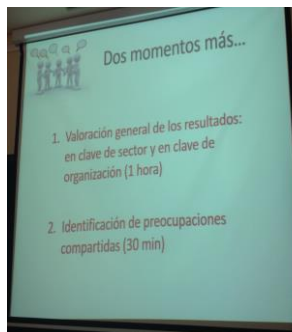 Dos momentos más...
1. Valoración general de los resultados:
en clave de sector y en clave de
organización (1 hora)
2. Identificación de preocupaciones
compartidas (30 min)